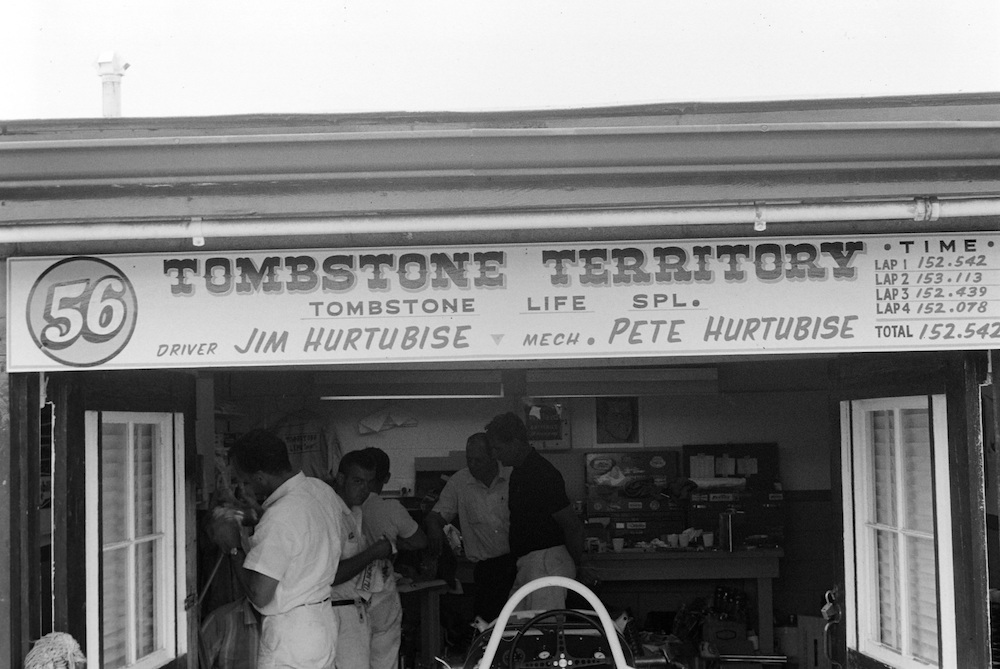 56
TOMBSTONE TERRITORY
TOMBSTONE LIFE SPL.
DRIVER JIM HURTUBISE MECH. PETE HURTUBISE
• TIME •
LAP 1 152.542
LAP 2 153.113
LAP 3 152.439
LAP 4 152.078
TOTAL 152.542